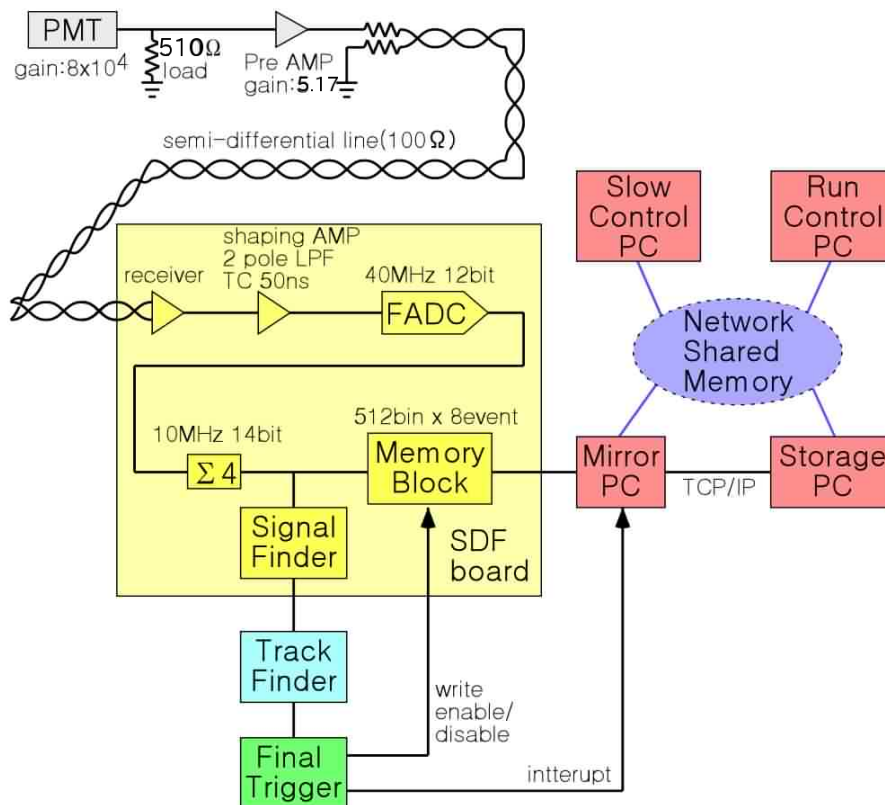 PMT
gain:8x10⁴
510Ω
load
Pre AMP
gain:5.17
semi-differential line(100Ω)
shaping AMP
2 pole LPF
TC 50ns
receiver
40MHz 12bit
FADC
10MHz 14bit
Σ4
512bin x 8event
Memory
Block
Signal
Finder
SDF
board
Track
Finder
Final
Trigger
write
enable/
disable
intterupt
Slow
Control
PC
Run
Control
PC
Network
Shared
Memory
Mirror
PC
TCP/IP
Storage
PC